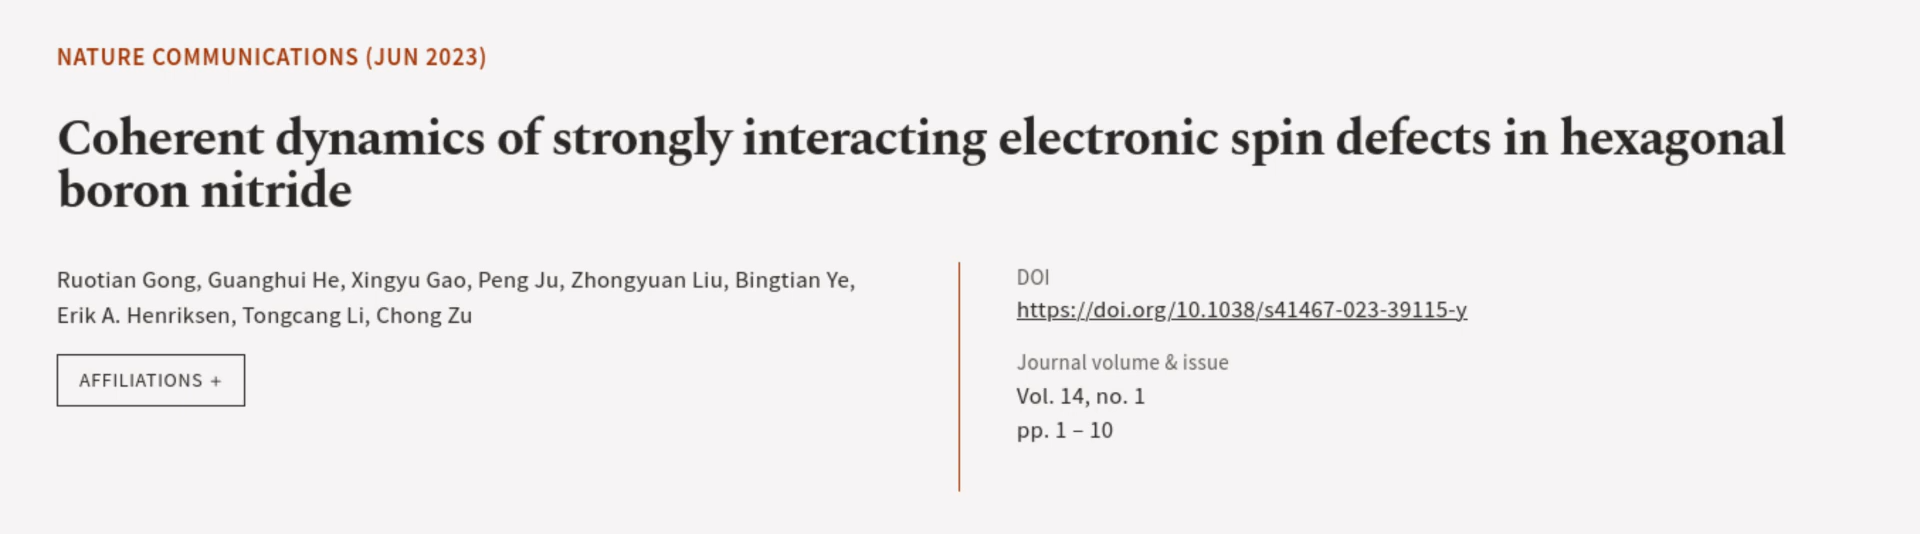 NATURE COMMUNICATIONS (JUN 2023)
Coherent dynamics of strongly interacting electronic spin defects in hexagonal
boron nitride
Ruotian Gong, Guanghui He, Xingyu Gao, Peng Ju, Zhongyuan Liu, Bingtian Ye,
Erik A. Henriksen, Tongcang Li, Chong Zu
AFFILIATIONS +
DOI
https://doi.org/10.1038/s41467-023-39115-y
Journal volume & issue
Vol. 14, no. 1
pp. 1 – 10